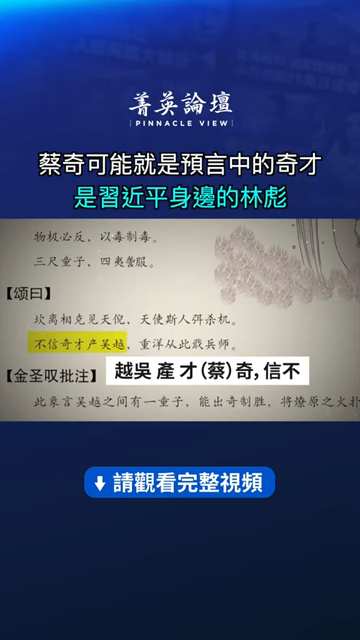 菁英論壇
PINNACLE VIEW
蔡奇可能就是預言中的奇才
是習近平身邊的林彪
物极必反，以毒制毒。
三尺童子，四夷詟服。
【颂曰】
坎离相克见天倪，天使斯人弭杀机。
不信奇才产吴越，重洋从此戢兵师。
【金圣叹批注】
越吳 產 才(蔡)奇, 信不
此象言吴越之间有一童子，能出奇制胜，将燎原之火扑
請觀看完整視頻